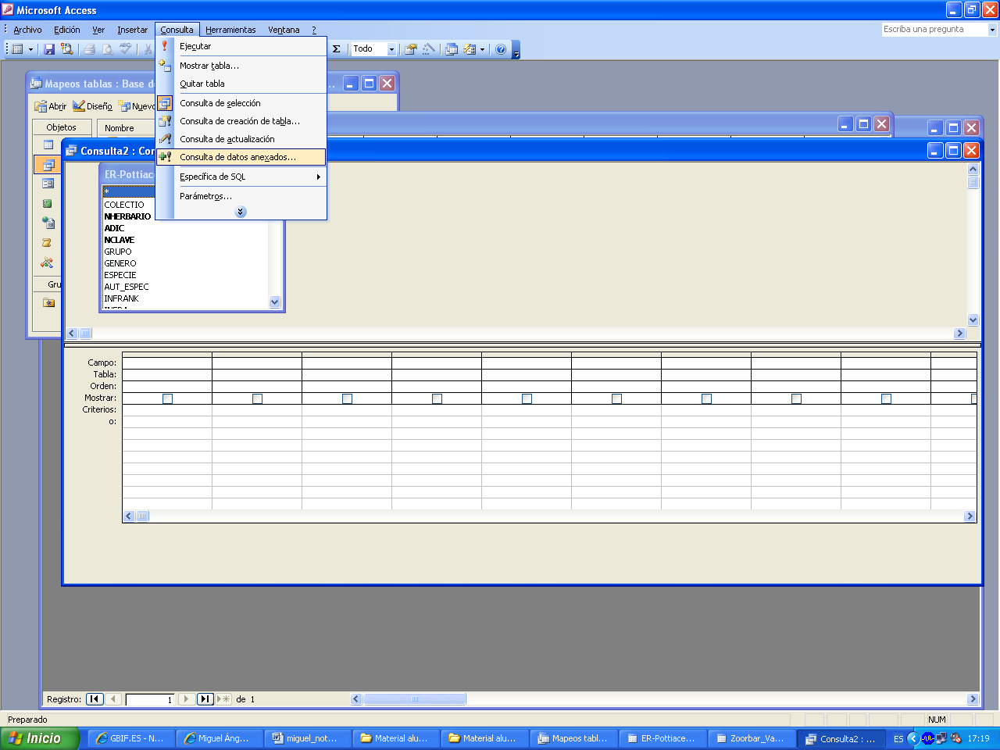 Microsoft Access
Archivo Edición Ver Insertar Consulta Herramientas Ventana ?
Escriba una pregunta
Todo
Ejecutar
Mostrar tabla...
Quitar tabla
Consulta de selección
Consulta de creación de tabla...
Consulta de actualización
Consulta de datos anexados...
Específica de SQL
Parámetros...
Mapeos tablas : Base d
Abrir Diseño Nuevo
Objetos
Nombre
Consulta2 : Con
ER-Pottiace
*
COLECTIO
NHERBARIO
ADIC
NCLAVE
GRUPO
GENERO
ESPECIE
AUT_ESPEC
INFRANK
Gru
Campo:
Tabla:
Orden:
Mostrar:
Criterios:
o:
Registro: 1 de 1
Preparado
NUM
Inicio
GBIF.ES - N...
Miguel Áng...
miguel_not...
Material alu...
Material alu...
Mapeos tabl...
ER-Pottiace...
Zoorbar_Va...
Consulta2 : ...
ES
17:19